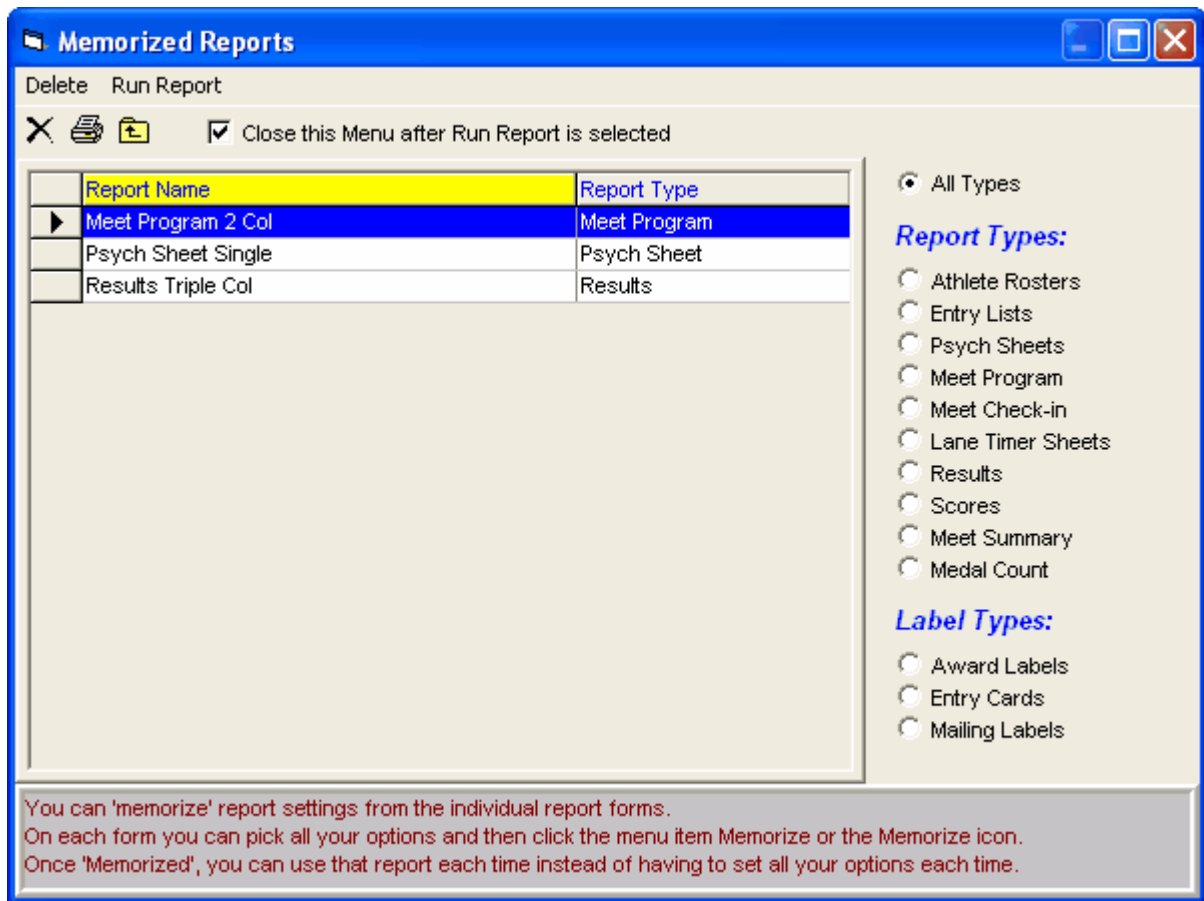 Memorized Reports
Delete Run Report
Close this Menu after Run Report is selected
Report Name Report Type
Meet Program 2 Col Meet Program
Psych Sheet Single Psych Sheet
Results Triple Col Results
All Types
Report Types:
Athlete Rosters
Entry Lists
Psych Sheets
Meet Program
Meet Check-in
Lane Timer Sheets
Results
Scores
Meet Summary
Medal Count
Label Types:
Award Labels
Entry Cards
Mailing Labels
You can 'memorize' report settings from the individual report forms.
On each form you can pick all your options and then click the menu item Memorize or the Memorize icon.
Once 'Memorized', you can use that report each time instead of having to set all your options each time.